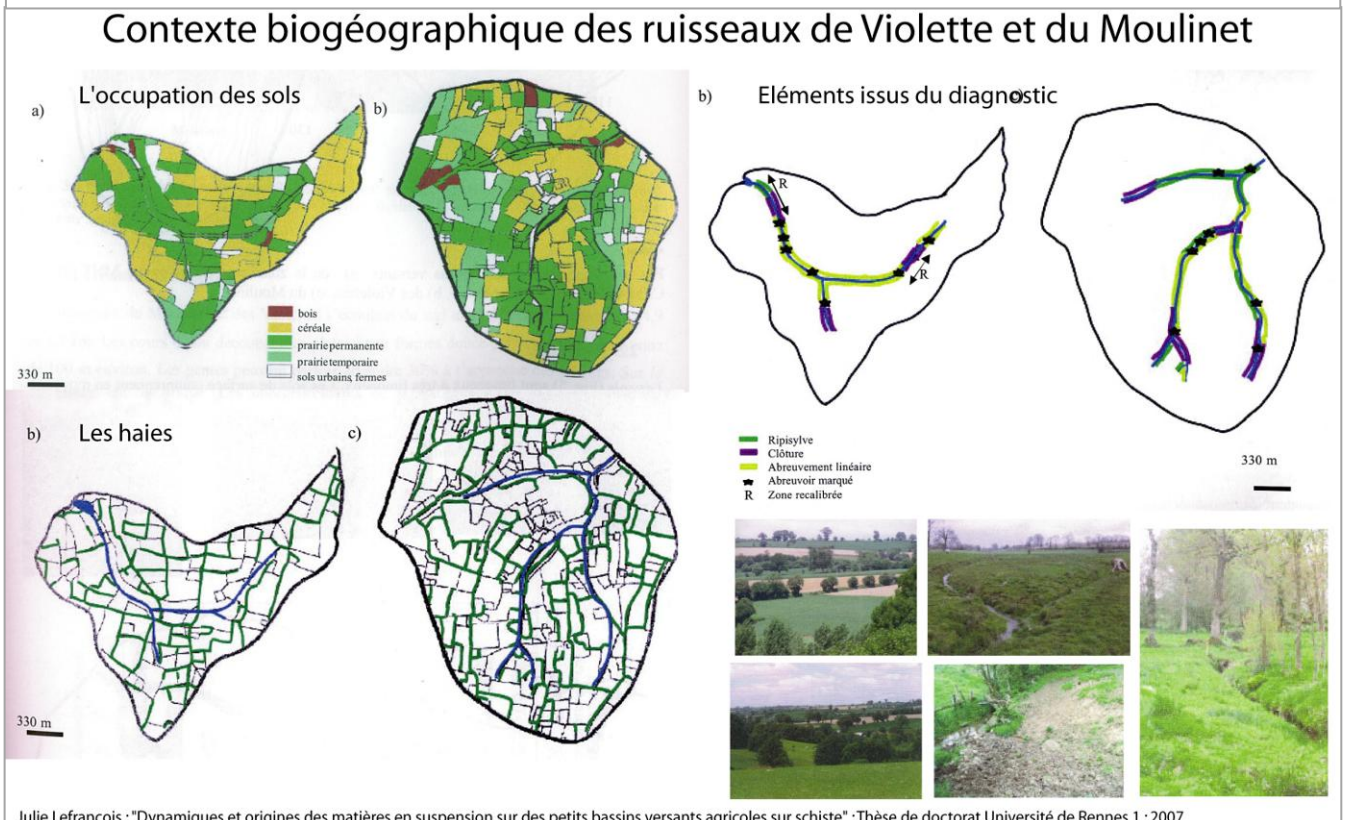 Contexte biogéographique des ruisseaux de Violette et du Moulinet
a)
L'occupation des sols
b)
bois
céréale
prairie permanente
prairie temporaire
sols urbains, fermes
330 m
b)
Eléments issus du diagnostic
R
R
Ripisylve
Clôture
Abreuvement linéaire
Abreuvoir marqué
R Zone recalibrée
330 m
b)
Les haies
c)
330 m
Julie Lefrançois : "Dynamiques et origines des matières en suspension sur des petits bassins versants agricoles sur schiste" ; Thèse de doctorat Université de Rennes 1 ; 2007